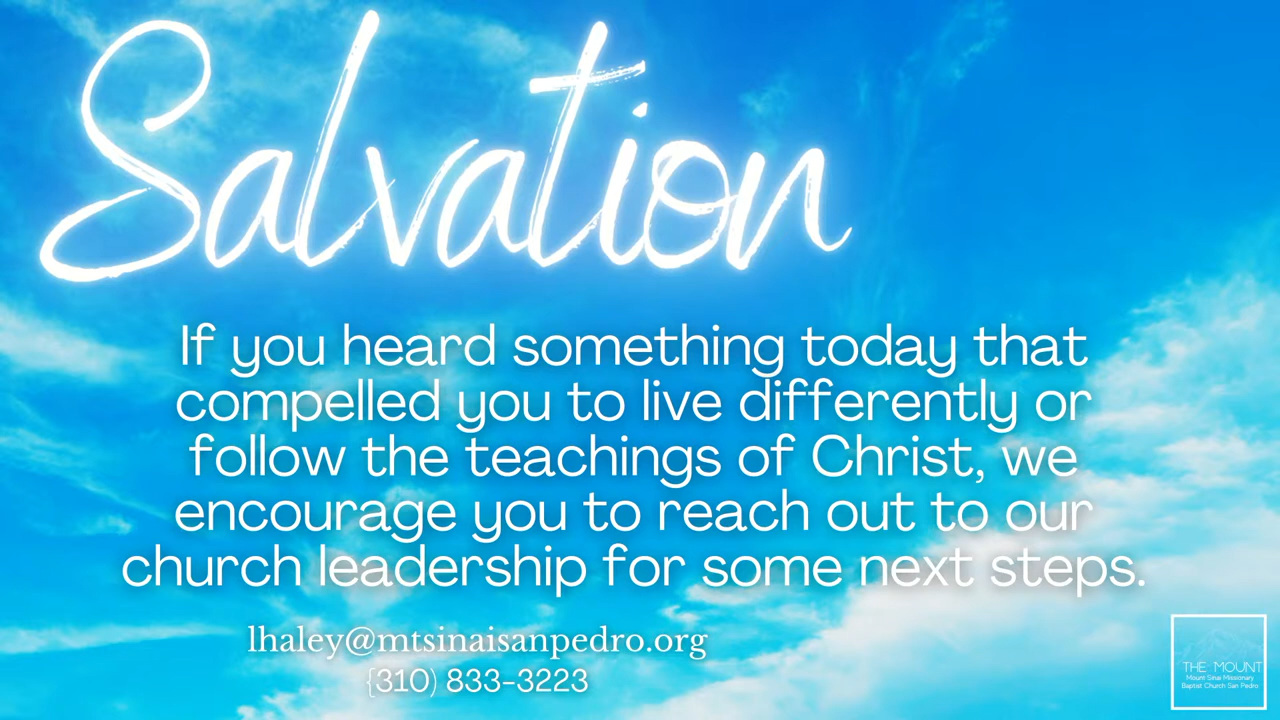 Salvation
If you heard something today that
compelled you to live differently or
follow the teachings of Christ, we
encourage you to reach out to our
church leadership for some next steps.
lhaley@mtsinaisanpedro.org
{310) 833-3223
THE MOUNT
Mount Sinai Missionary
Baptist Church San Pedro